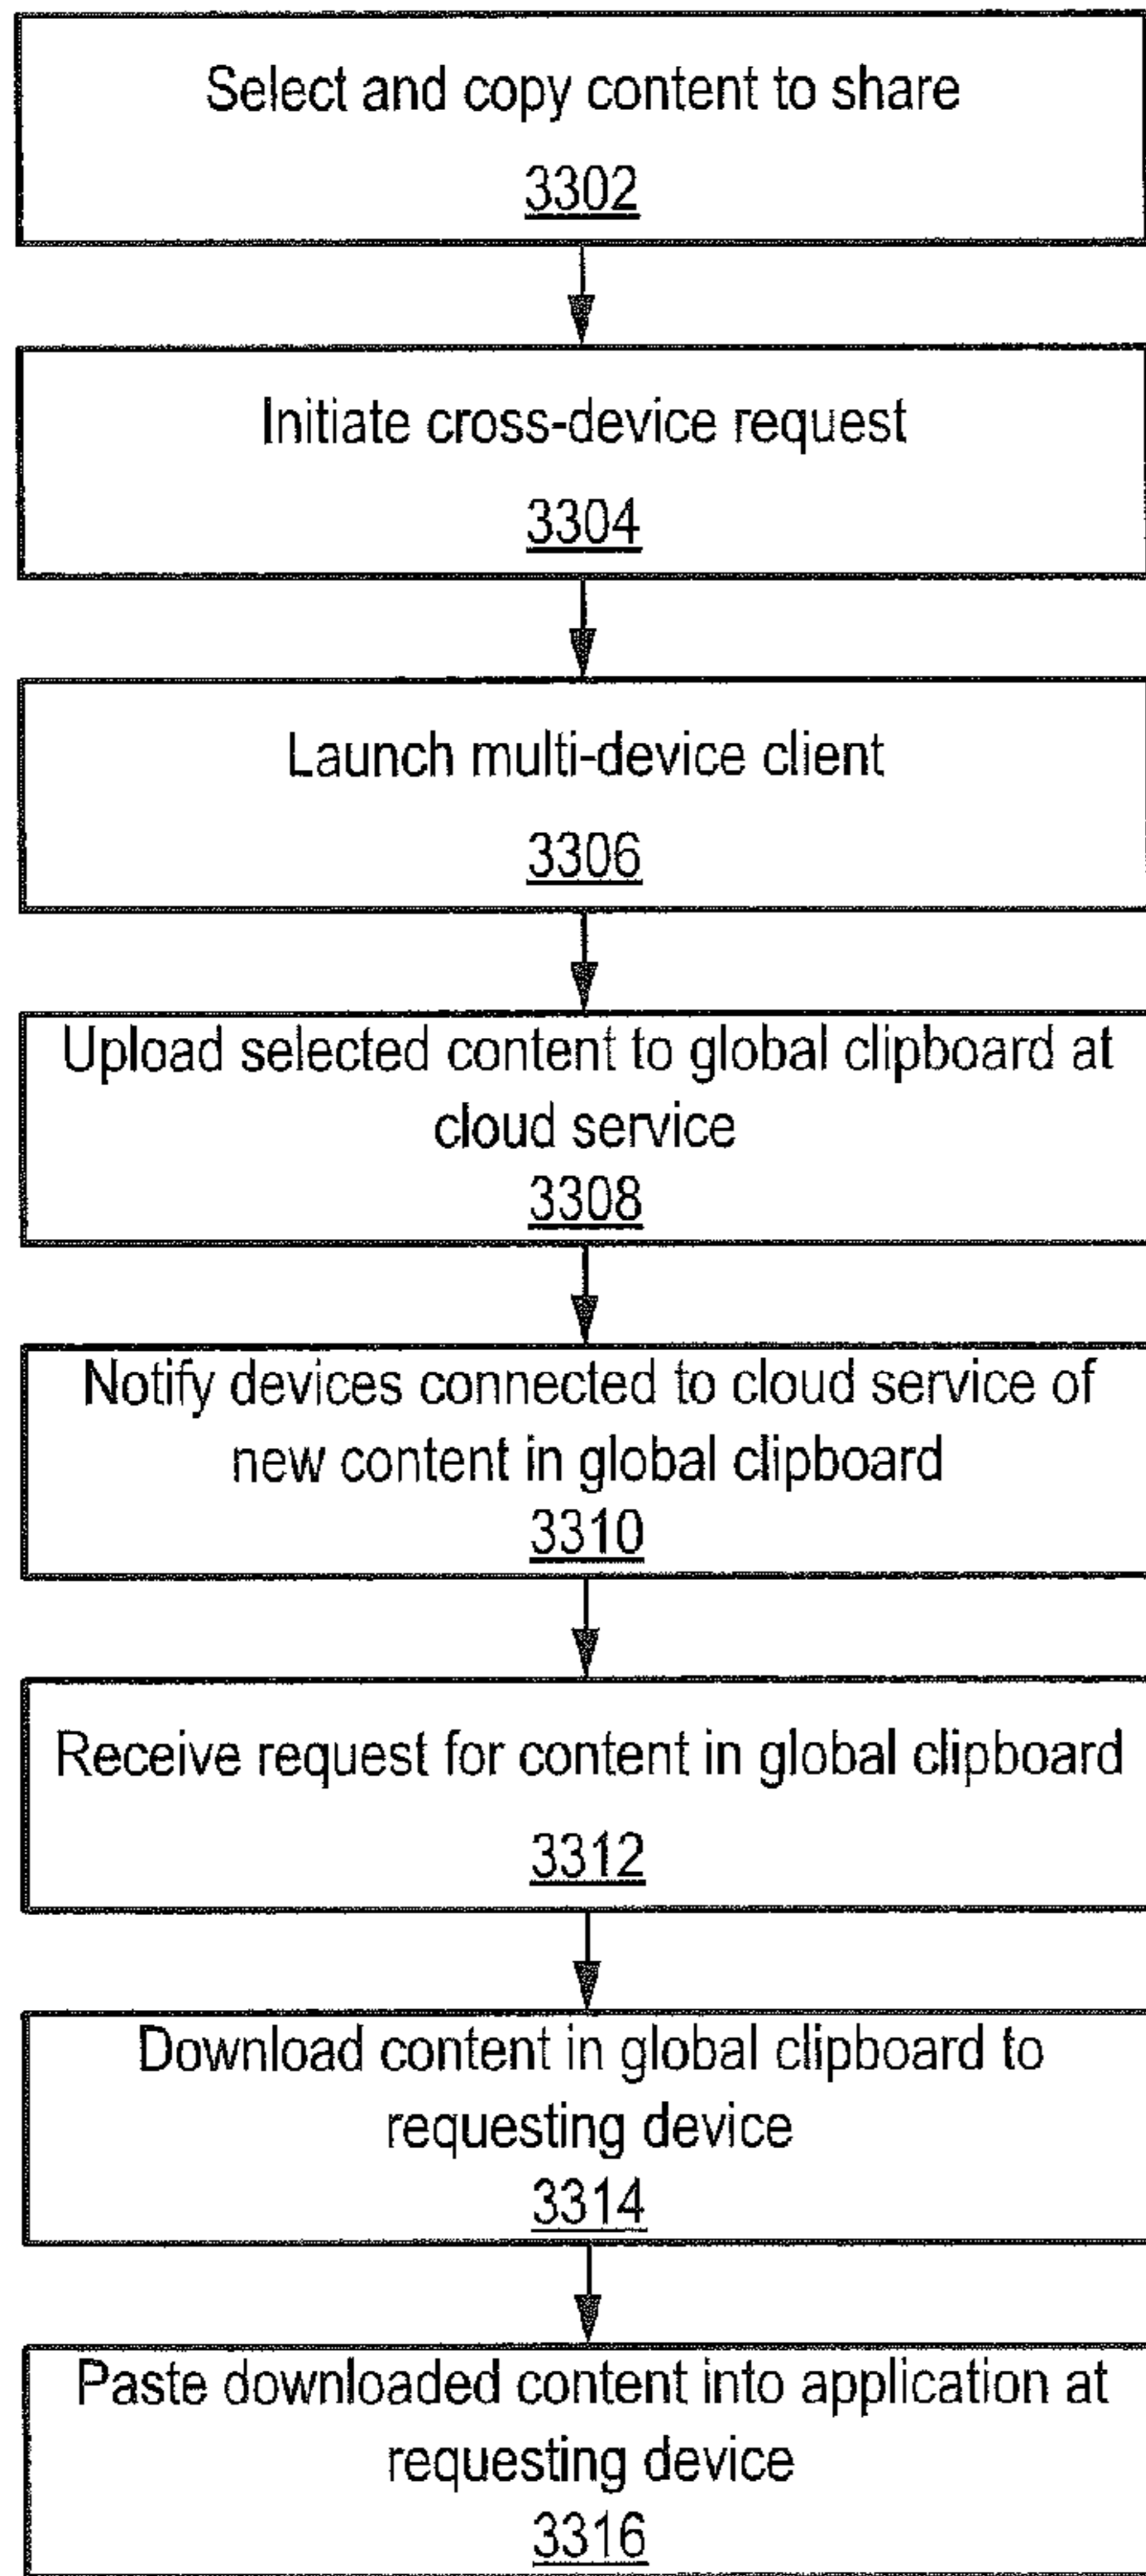 Select and copy content to share
3302
Initiate cross-device request
3304
Launch multi-device client
3306
Upload selected content to global clipboard at
cloud service
3308
Notify devices connected to cloud service of
new content in global clipboard
3310
Receive request for content in global clipboard
3312
Download content in global clipboard to
requesting device
3314
Paste downloaded content into application at
requesting device
3316